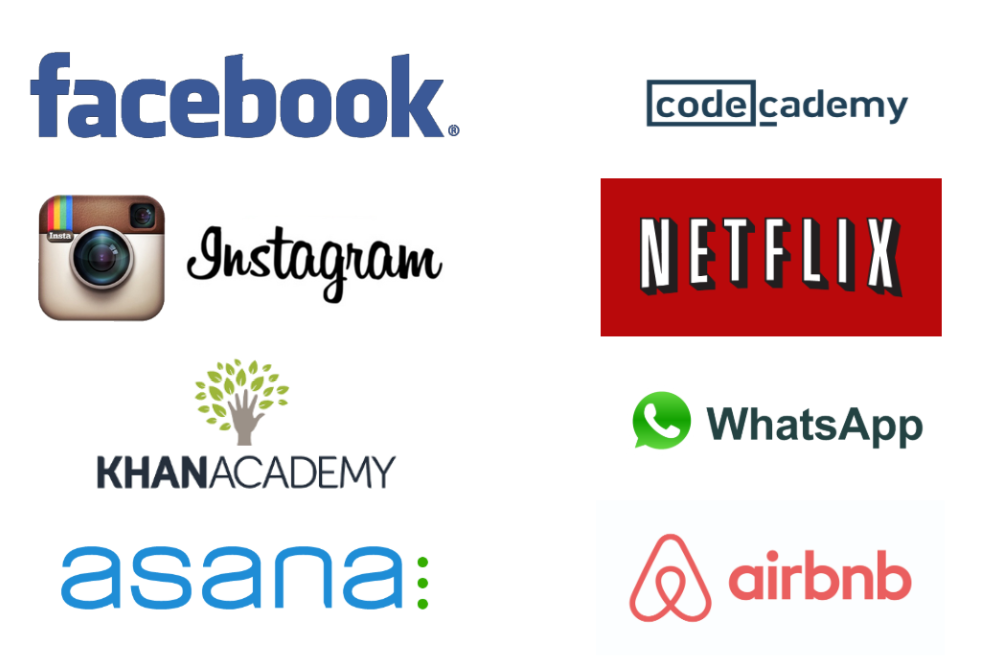 facebook®
codecademy
Insta
Instagram
NETFLIX
KHANACADEMY
WhatsApp
asana:
airbnb